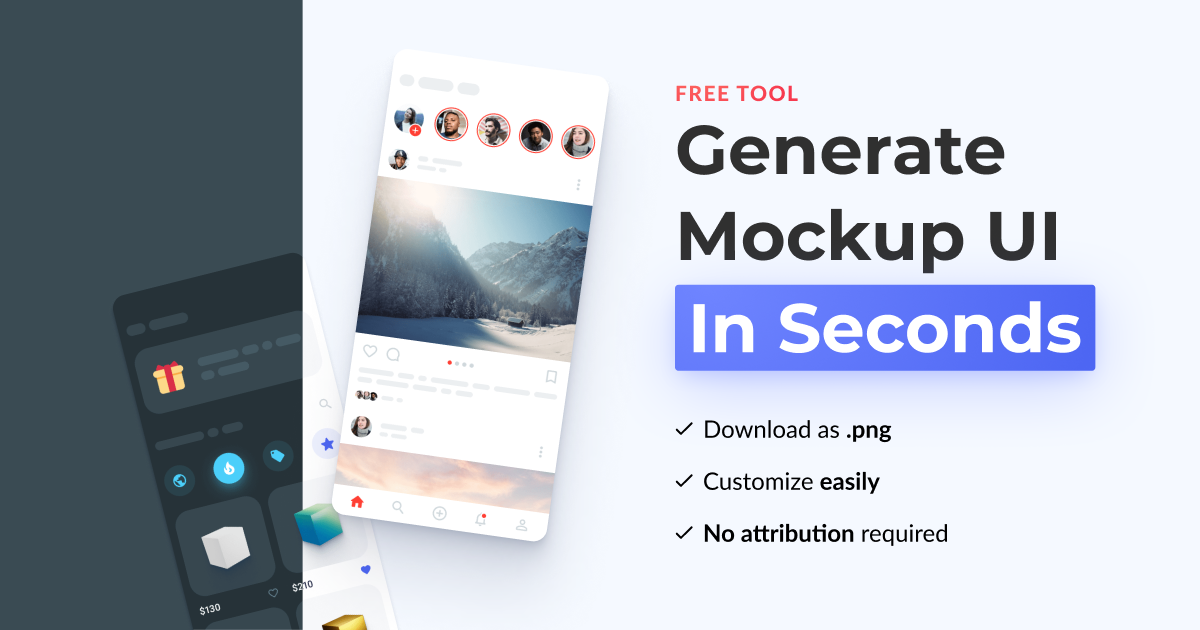 FREE TOOL
Generate
Mockup UI
In Seconds
Download as .png
Customize easily
No attribution required
$130
$210